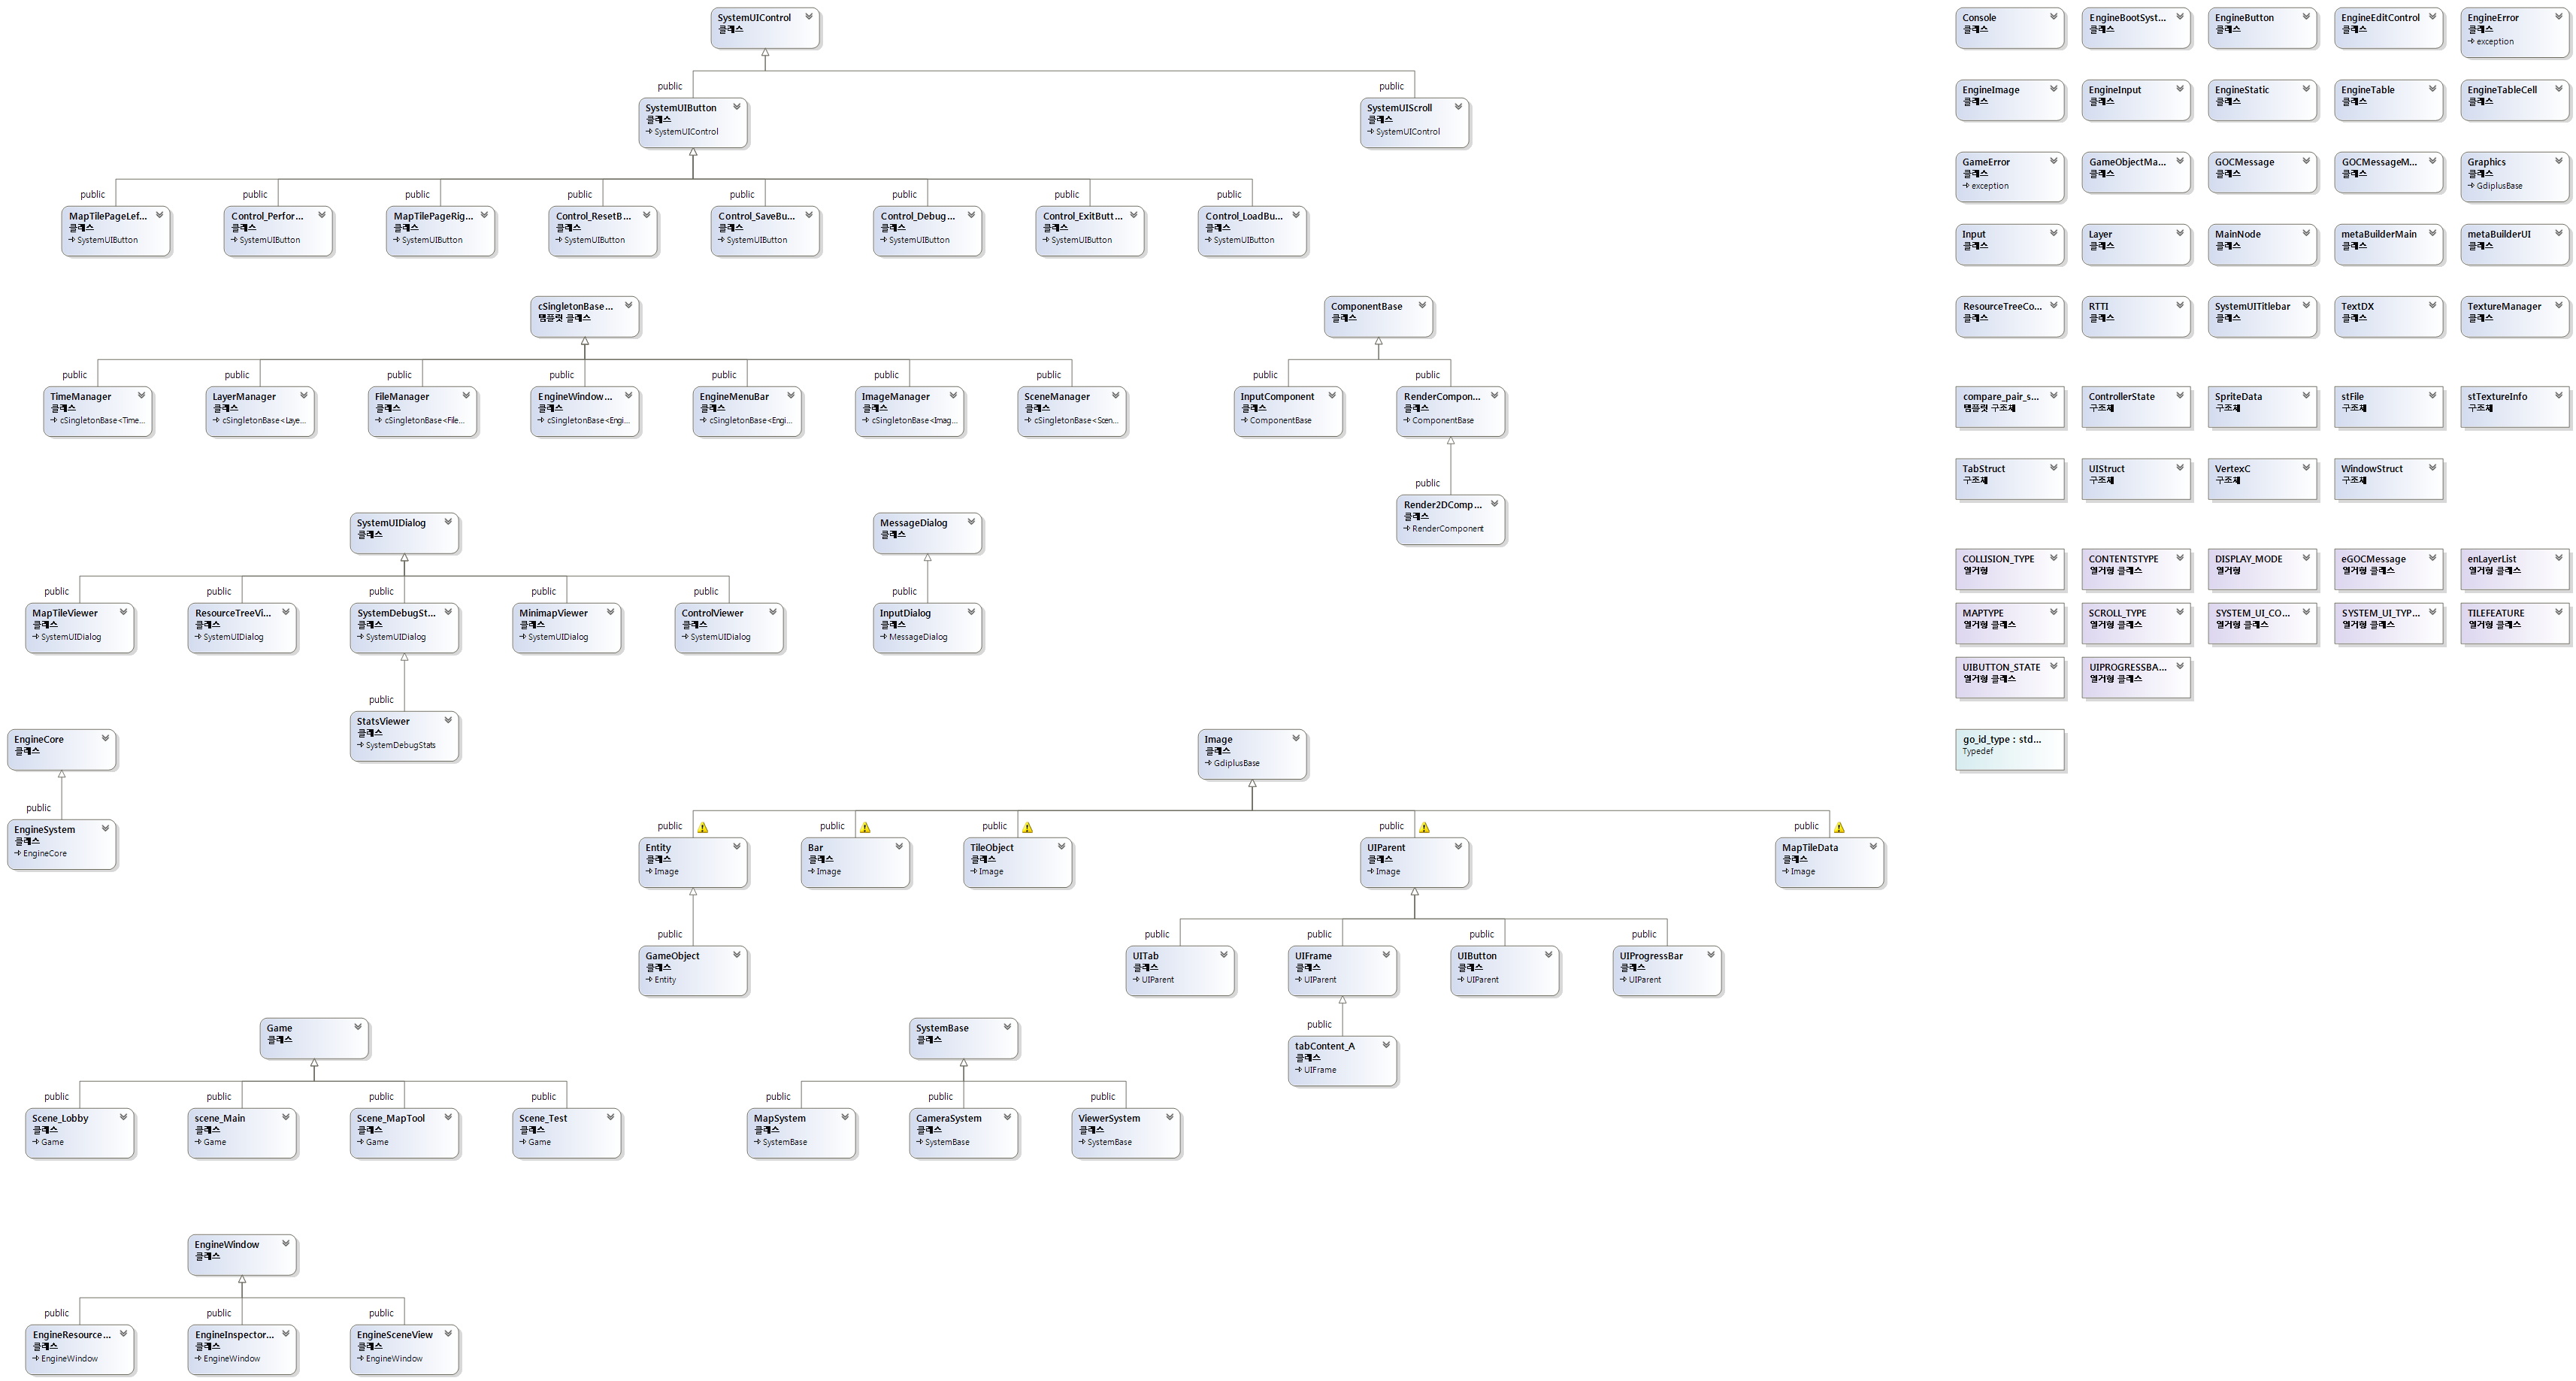 SystemUIControl
클래스
public
public
SystemUIButton
클래스
SystemUIControl
SystemUIScroll
클래스
SystemUIControl
public
public
public
public
public
public
public
public
MapTilePageLef...
클래스
SystemUIButton
Control_Perfor...
클래스
SystemUIButton
MapTilePageRig...
클래스
SystemUIButton
Control_ResetB...
클래스
SystemUIButton
Control_SaveBu...
클래스
SystemUIButton
Control_Debug...
클래스
SystemUIButton
Control_ExitButt...
클래스
SystemUIButton
Control_LoadBu...
클래스
SystemUIButton
cSingletonBase...
템플릿 클래스
public
public
public
public
public
public
public
TimeManager
클래스
cSingletonBase<Time...
LayerManager
클래스
cSingletonBase<Laye...
FileManager
클래스
cSingletonBase<File...
EngineWindow...
클래스
cSingletonBase<Engi...
EngineMenuBar
클래스
cSingletonBase<Engi...
ImageManager
클래스
cSingletonBase<Imag...
SceneManager
클래스
cSingletonBase<Scen...
ComponentBase
클래스
public
public
InputComponent
클래스
ComponentBase
RenderCompon...
클래스
ComponentBase
public
Render2DComp...
클래스
RenderComponent
SystemUIDialog
클래스
public
public
public
public
public
MapTileViewer
클래스
SystemUIDialog
ResourceTreeVi...
클래스
SystemUIDialog
SystemDebugSt...
클래스
SystemUIDialog
MinimapViewer
클래스
SystemUIDialog
ControlViewer
클래스
SystemUIDialog
public
StatsViewer
클래스
SystemDebugStats
MessageDialog
클래스
public
InputDialog
클래스
MessageDialog
EngineCore
클래스
public
EngineSystem
클래스
EngineCore
Image
클래스
GdiplusBase
public
public
public
public
public
Entity
클래스
Image
Bar
클래스
Image
TileObject
클래스
Image
UIParent
클래스
Image
MapTileData
클래스
Image
public
GameObject
클래스
Entity
public
public
public
public
UITab
클래스
UIParent
UIFrame
클래스
UIParent
UIButton
클래스
UIParent
UIProgressBar
클래스
UIParent
public
tabContent_A
클래스
UIFrame
Game
클래스
public
public
public
public
Scene_Lobby
클래스
Game
scene_Main
클래스
Game
Scene_MapTool
클래스
Game
Scene_Test
클래스
Game
SystemBase
클래스
public
public
public
MapSystem
클래스
SystemBase
CameraSystem
클래스
SystemBase
ViewerSystem
클래스
SystemBase
EngineWindow
클래스
public
public
public
EngineResource...
클래스
EngineWindow
EngineInspector...
클래스
EngineWindow
EngineSceneView
클래스
EngineWindow
Console
클래스
EngineBootSyst...
클래스
EngineButton
클래스
EngineEditControl
클래스
EngineError
클래스
exception
EngineImage
클래스
EngineInput
클래스
EngineStatic
클래스
EngineTable
클래스
EngineTableCell
클래스
GameError
클래스
exception
GameObjectMa...
클래스
GOCMessage
클래스
GOCMessageM...
클래스
Graphics
클래스
GdiplusBase
Input
클래스
Layer
클래스
MainNode
클래스
metaBuilderMain
클래스
metaBuilderUI
클래스
ResourceTreeCo...
클래스
RTTI
클래스
SystemUITitlebar
클래스
TextDX
클래스
TextureManager
클래스
compare_pair_s...
템플릿 구조체
ControllerState
구조체
SpriteData
구조체
stFile
구조체
stTextureInfo
구조체
TabStruct
구조체
UIStruct
구조체
VertexC
구조체
WindowStruct
구조체
COLLISION_TYPE
열거형
CONTENTSTYPE
열거형 클래스
DISPLAY_MODE
열거형
eGOCMessage
열거형 클래스
enLayerList
열거형 클래스
MAPTYPE
열거형 클래스
SCROLL_TYPE
열거형 클래스
SYSTEM_UI_CO...
열거형 클래스
SYSTEM_UI_TYP...
열거형 클래스
TILEFEATURE
열거형 클래스
UIBUTTON_STATE
열거형 클래스
UIPROGRESSBA...
열거형 클래스
go_id_type : std...
Typedef